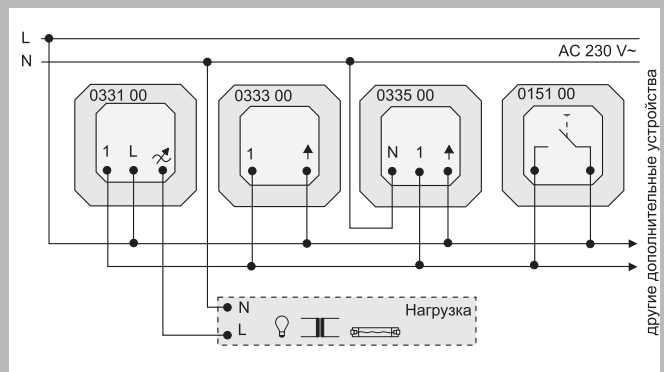 L
N
AC 230 V~
0331 00
0333 00
0335 00
0151 00
1 L
1
N 1
N
L
Нагрузка
другие дополнительные устройства